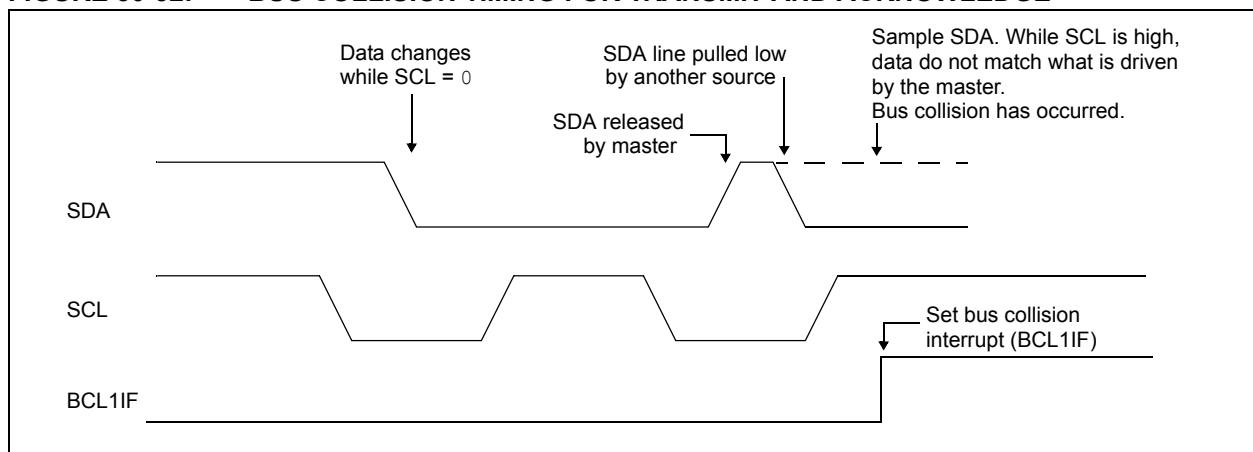 Data changes
while SCL = 0
SDA line pulled low
by another source
SDA released
by master
Sample SDA. While SCL is high,
data do not match what is driven
by the master.
Bus collision has occurred.
SDA
SCL
Set bus collision
interrupt (BCL1IF)
BCL1IF